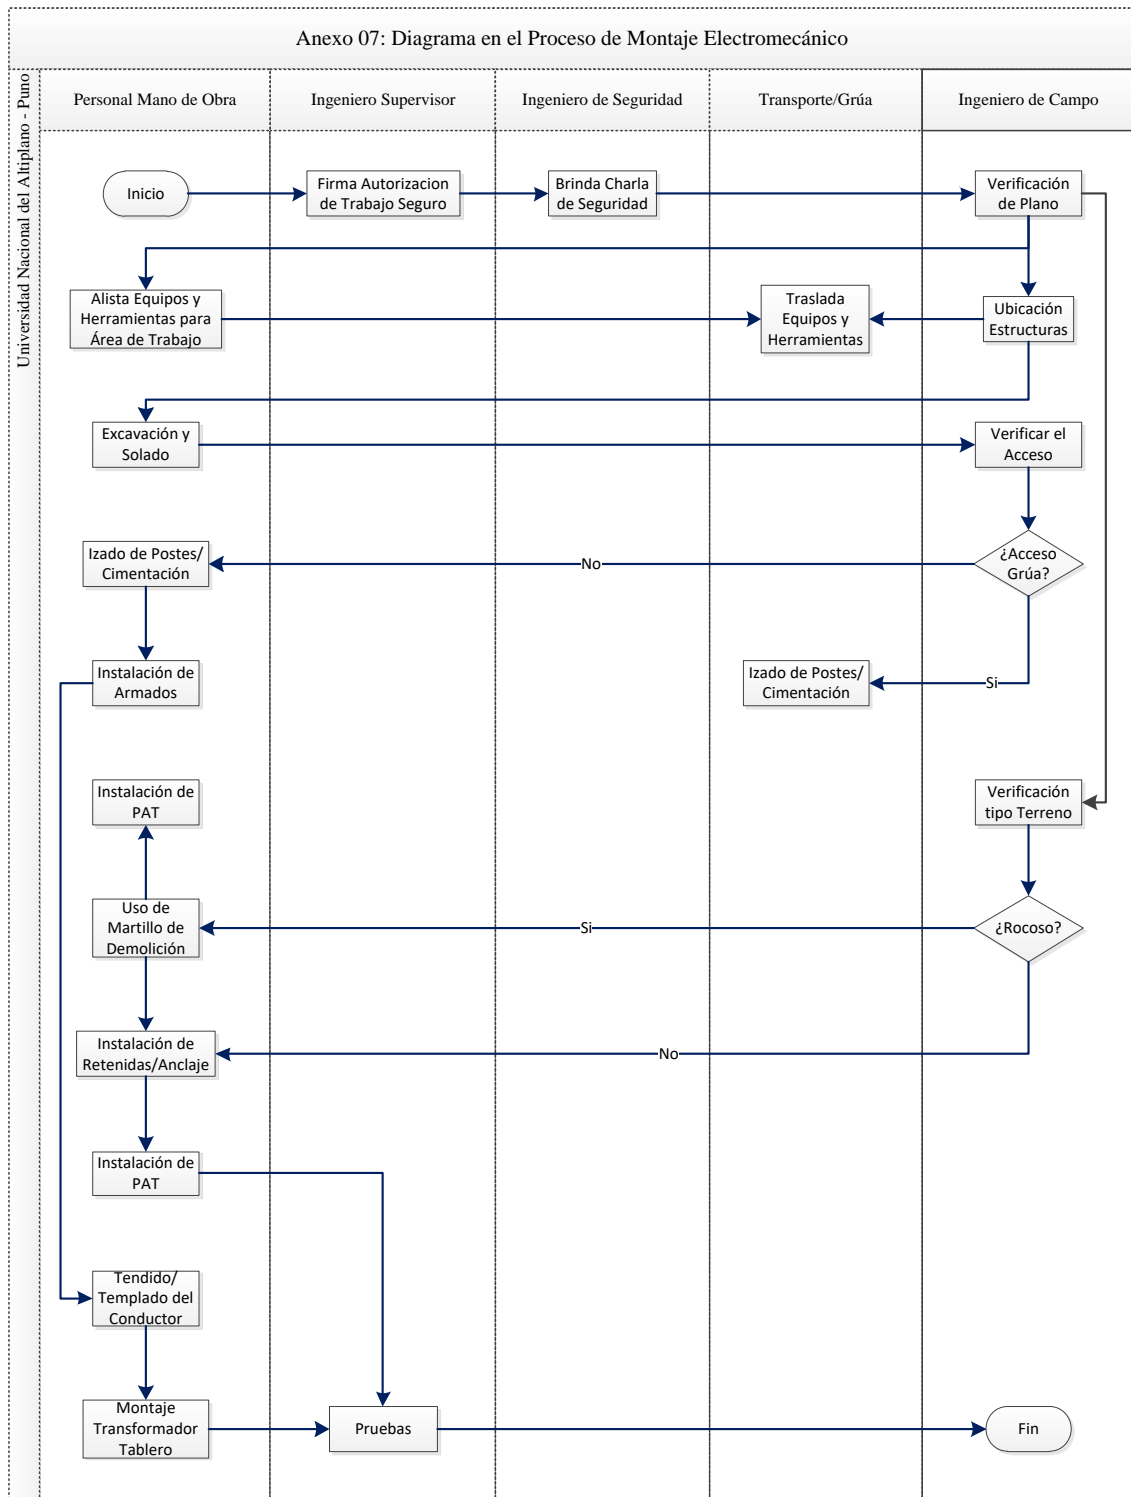 Anexo 07: Diagrama en el Proceso de Montaje Electromecánico
Universidad Nacional del Altiplano - Puno
Personal Mano de Obra
Ingeniero Supervisor
Ingeniero de Seguridad
Transporte/Grúa
Ingeniero de Campo
Inicio
Firma Autorizacion
de Trabajo Seguro
Brinda Charla
de Seguridad
Verificación
de Plano
Alista Equipos y
Herramientas para
Área de Trabajo
Traslada
Equipos y
Herramientas
Ubicación
Estructuras
Excavación y
Solado
Verificar el
Acceso
Izado de Postes/
Cimentación
No
¿Acceso
Grúa?
Instalación de
Armados
Izado de Postes/
Cimentación
Si
Instalación de
PAT
Verificación
tipo Terreno
Uso de
Martillo de
Demolición
Si
¿Rocoso?
Instalación de
Retenidas/Anclaje
No
Instalación de
PAT
Tendido/
Templado del
Conductor
Montaje
Transformador
Tablero
Pruebas
Fin